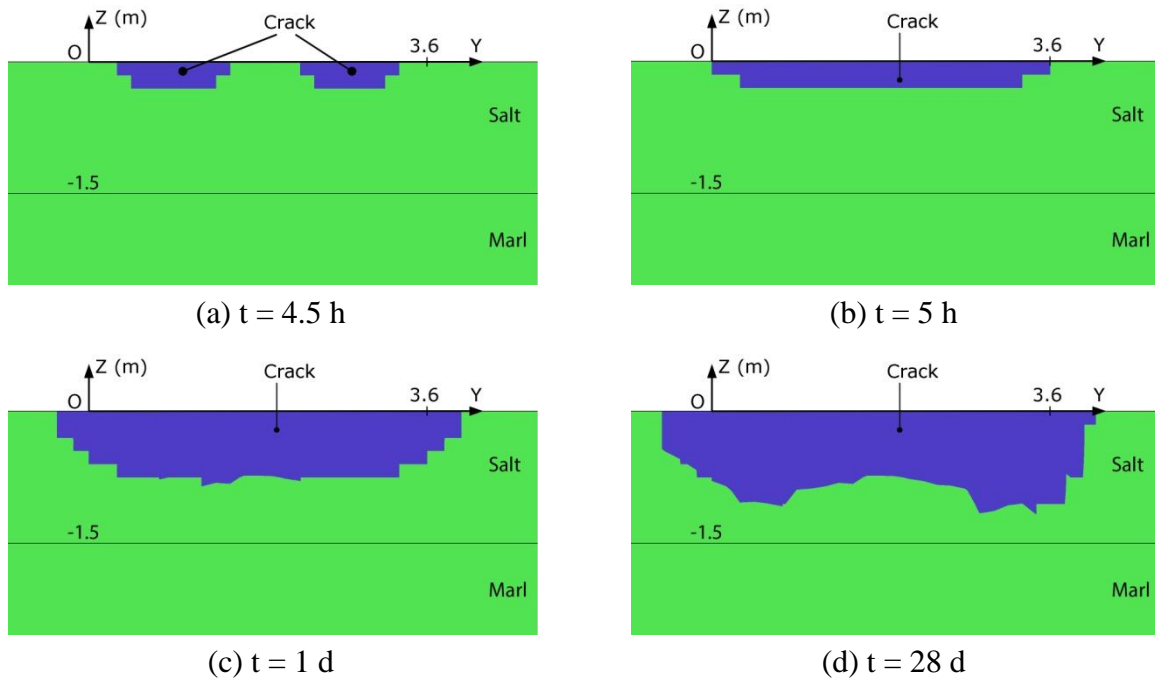 Z (m)
Crack
3.6
Y
O
Salt
-1.5
Marl
(a) t = 4.5 h
Z (m)
Crack
3.6
Y
O
Salt
-1.5
Marl
(b) t = 5 h
Z (m)
Crack
3.6
Y
O
Salt
-1.5
Marl
(c) t = 1 d
Z (m)
Crack
3.6
Y
O
Salt
-1.5
Marl
(d) t = 28 d